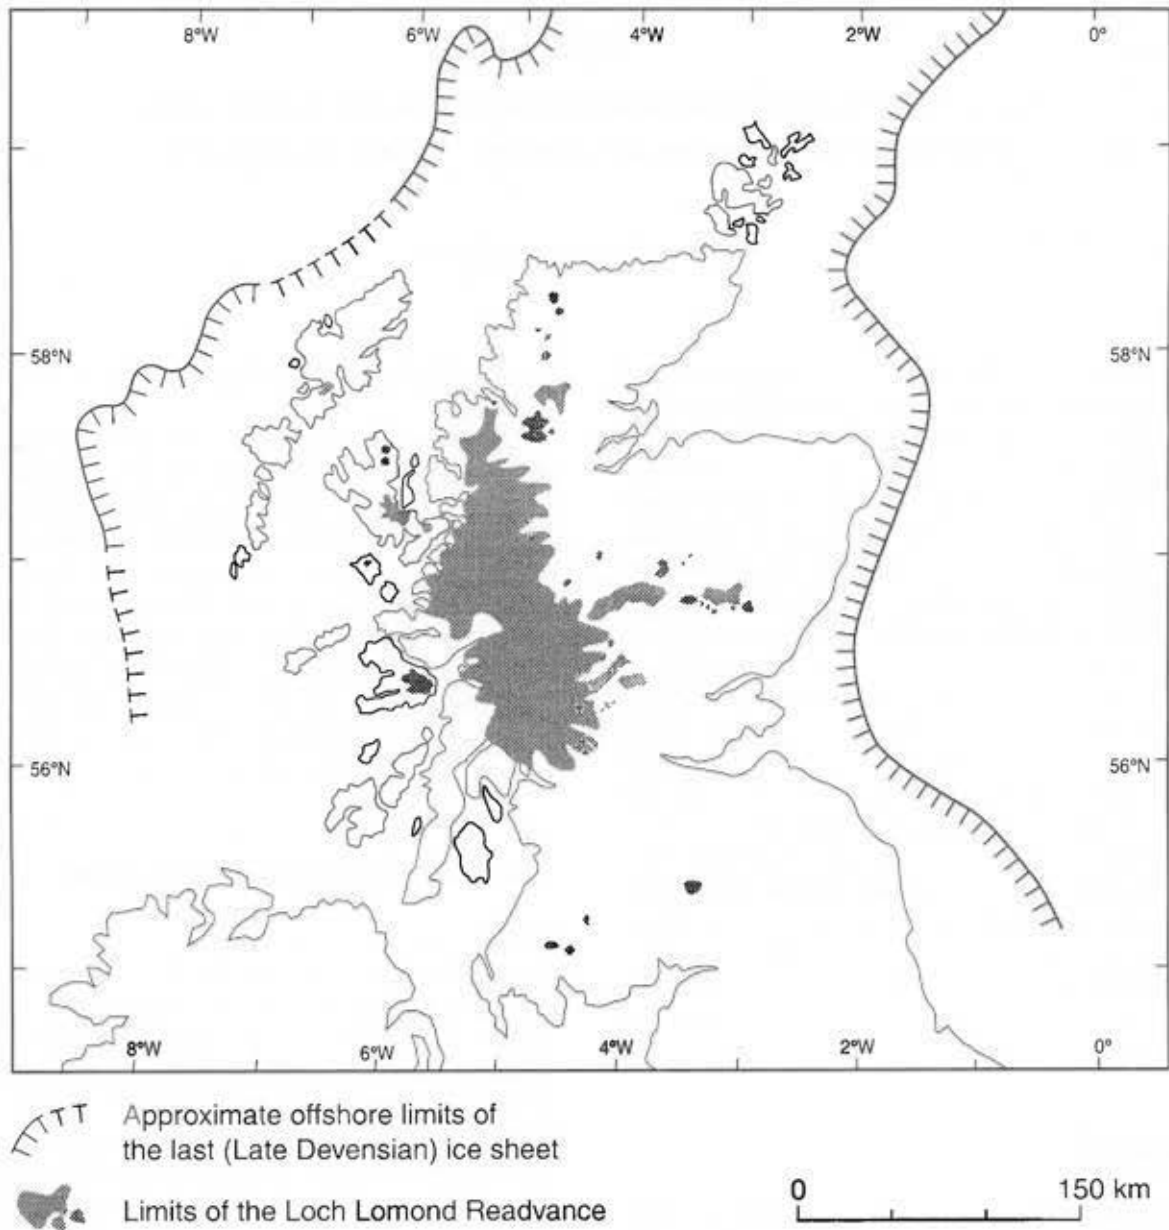 8°W 6°W 4°W 2°W 0°
58°N 58°N
56°N 56°N
8°W 6°W 4°W 2°W 0°
Approximate offshore limits of
the last (Late Devensian) ice sheet
0 150 km
Limits of the Loch Lomond Readvance